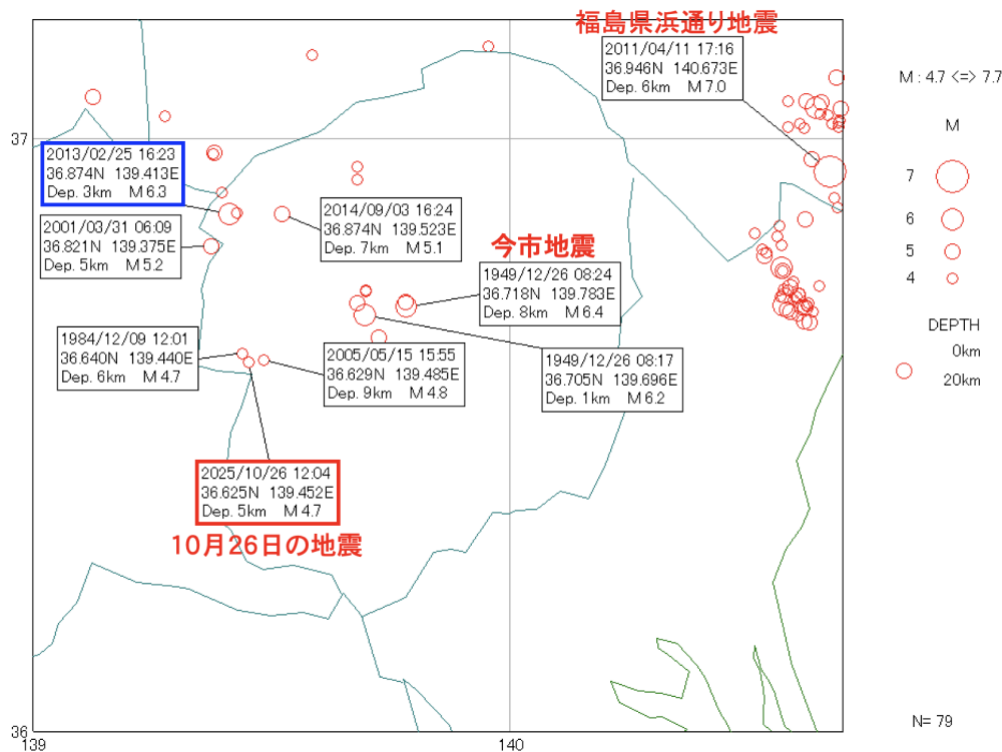 福島県浜通り地震
2011/04/11 17:16
36.946N 140.673E
Dep. 6km M 7.0
M : 4.7 <=> 7.7
M
7
6
5
4
DEPTH
0km
20km
N= 79
37
2013/02/25 16:23
36.874N 139.413E
Dep. 3km M 6.3
2001/03/31 06:09
36.821N 139.375E
Dep. 5km M 5.2
2014/09/03 16:24
36.874N 139.523E
Dep. 7km M 5.1
今市地震
1949/12/26 08:24
36.718N 139.783E
Dep. 8km M 6.4
1984/12/09 12:01
36.640N 139.440E
Dep. 6km M 4.7
2005/05/15 15:55
36.629N 139.485E
Dep. 9km M 4.8
1949/12/26 08:17
36.705N 139.696E
Dep. 1km M 6.2
2025/10/26 12:04
36.625N 139.452E
Dep. 5km M 4.7
10月26日の地震
36
139
140